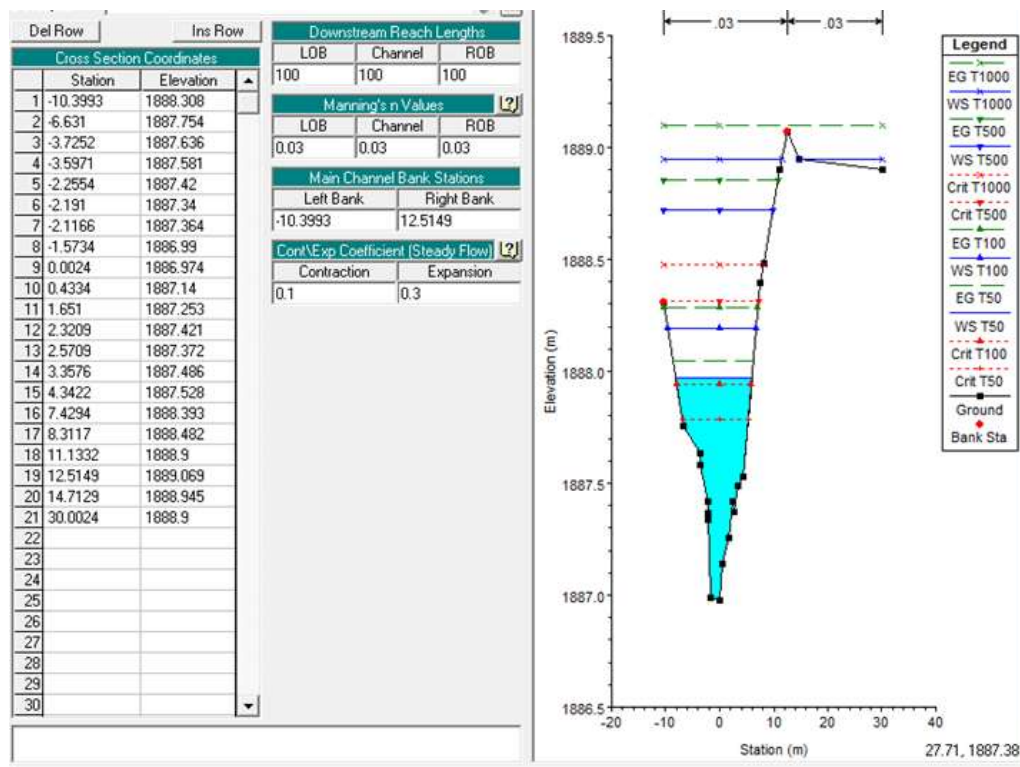 Del Row Ins Row
Cross Section Coordinates
Station Elevation
1 -10.3993 1888.308
2 -6.631 1887.754
3 -3.7252 1887.636
4 -3.5971 1887.581
5 -2.2554 1887.42
6 -2.191 1887.34
7 -2.1166 1887.364
8 -1.5734 1886.99
9 0.0024 1886.974
10 0.4334 1887.14
11 1.651 1887.253
12 2.3209 1887.421
13 2.5709 1887.372
14 3.3576 1887.486
15 4.3422 1887.528
16 7.4294 1888.393
17 8.3117 1888.482
18 11.1332 1888.9
19 12.5149 1889.069
20 14.7129 1888.945
21 30.0024 1888.9
22
23
24
25
26
27
28
29
30
Downstream Reach Lengths
LOB Channel ROB
100 100 100
Manning's n Values ?
LOB Channel ROB
0.03 0.03 0.03
Main Channel Bank Stations
Left Bank Right Bank
-10.3993 12.5149
Cont\Exp Coefficient (Steady Flow) ?
Contraction Expansion
0.1 0.3
.03 .03
1889.5
1889.0
1888.5
1888.0
1887.5
1887.0
1886.5
Elevation (m)
-20 -10 0 10 20 30 40
Station (m)
27.71, 1887.38
Legend
EG T1000
WS T1000
EG T500
WS T500
Crit T1000
Crit T500
EG T100
WS T100
EG T50
WS T50
Crit T100
Crit T50
Ground
Bank Sta